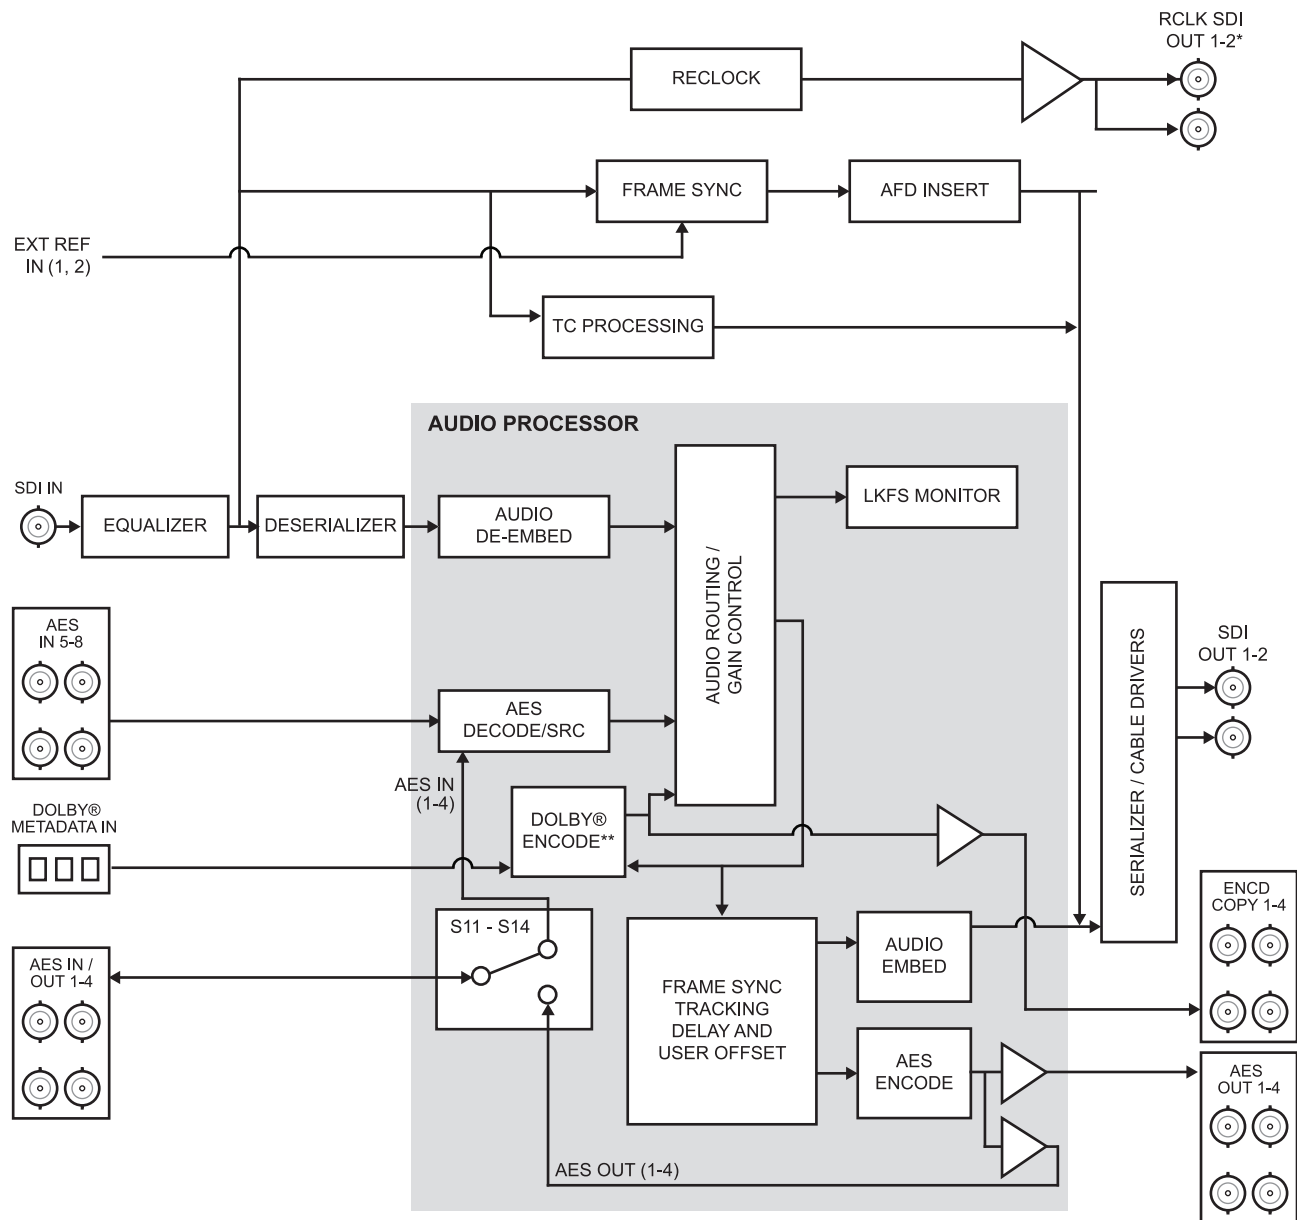 RCLK SDI
OUT 1-2*
RECLOCK
FRAME SYNC
AFD INSERT
EXT REF
IN (1, 2)
TC PROCESSING
AUDIO PROCESSOR
SDI IN
EQUALIZER
DESERIALIZER
AUDIO
DE-EMBED
AUDIO ROUTING /
GAIN CONTROL
LKFS MONITOR
AES
IN 5-8
AES
DECODE/SRC
SERIALIZER / CABLE DRIVERS
SDI
OUT 1-2
AES IN
(1-4)
DOLBY®
METADATA IN
DOLBY®
ENCODE**
ENCD
COPY 1-4
S11 - S14
AES IN /
OUT 1-4
FRAME SYNC
TRACKING
DELAY AND
USER OFFSET
AUDIO
EMBED
AES
ENCODE
AES
OUT 1-4
AES OUT (1-4)